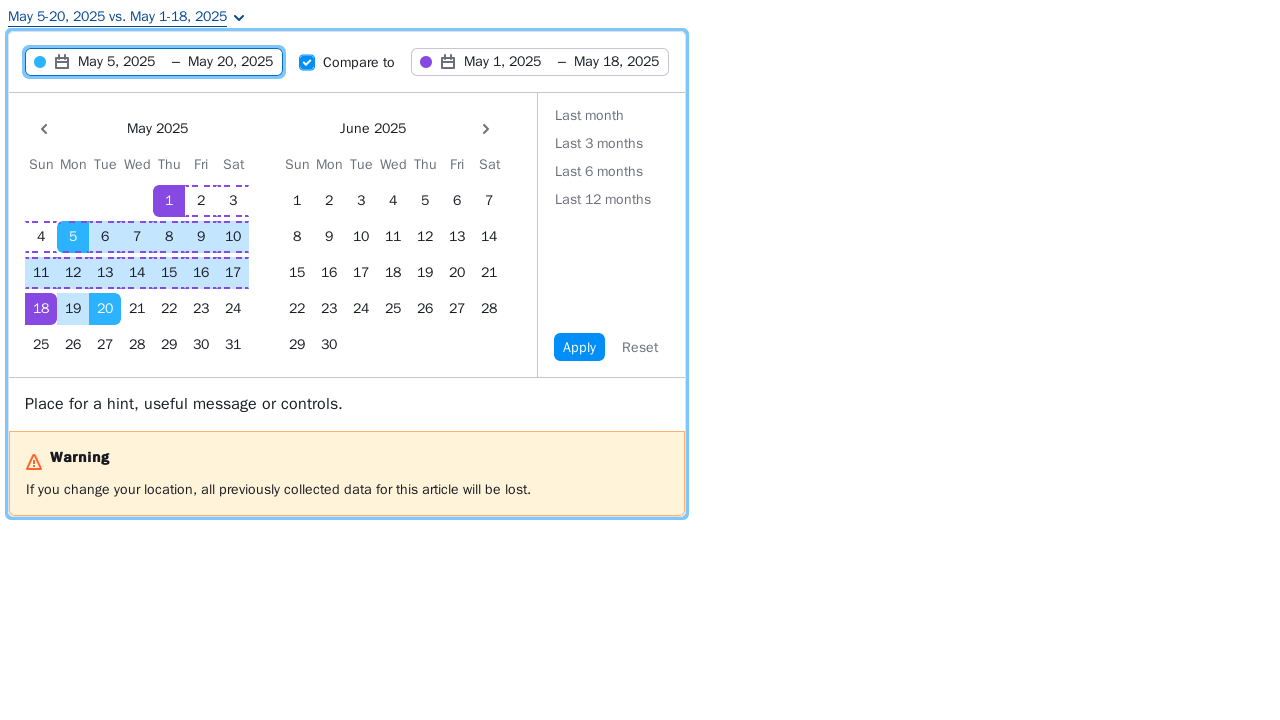 May 5-20, 2025 vs. May 1-18, 2025
May 5, 2025 – May 20, 2025 Compare to May 1, 2025 – May 18, 2025
May 2025 June 2025
Sun Mon Tue Wed Thu Fri Sat Sun Mon Tue Wed Thu Fri Sat
1 2 3 1 2 3 4 5 6 7
4 5 6 7 8 9 10 8 9 10 11 12 13 14
11 12 13 14 15 16 17 15 16 17 18 19 20 21
18 19 20 21 22 23 24 22 23 24 25 26 27 28
25 26 27 28 29 30 31 29 30
Last month
Last 3 months
Last 6 months
Last 12 months
Apply Reset
Place for a hint, useful message or controls.
Warning
If you change your location, all previously collected data for this article will be lost.